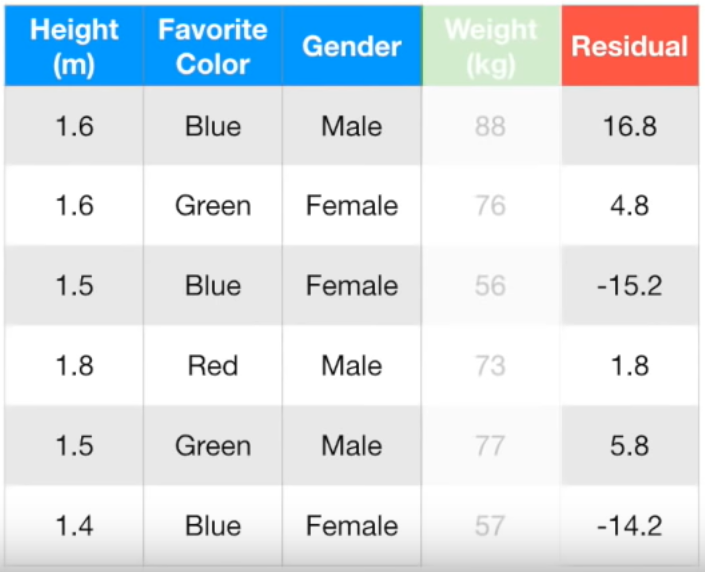 Height (m) Favorite Color Gender Weight (kg) Residual
1.6 Blue Male 88 16.8
1.6 Green Female 76 4.8
1.5 Blue Female 56 -15.2
1.8 Red Male 73 1.8
1.5 Green Male 77 5.8
1.4 Blue Female 57 -14.2